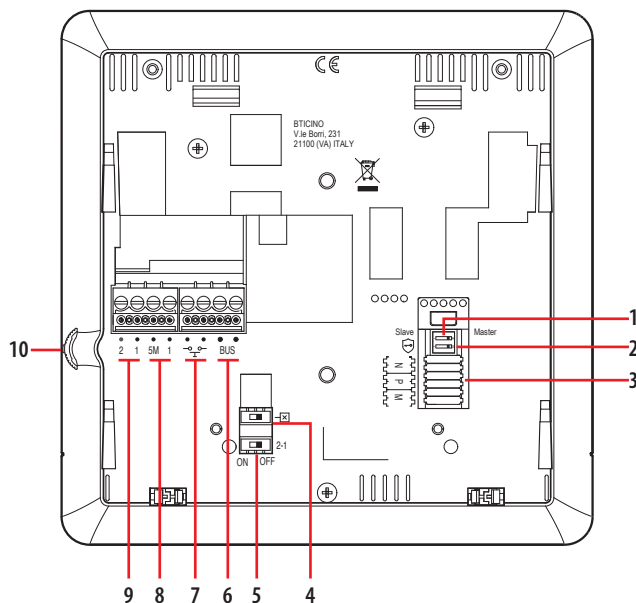 CE
BTICINO
V.le Borri, 231
21100 (VA) ITALY
Slave Master
N
P
M
2 1 5M 1 BUS
2-1
ON OFF
1
2
3
4
5
6
7
8
9
10